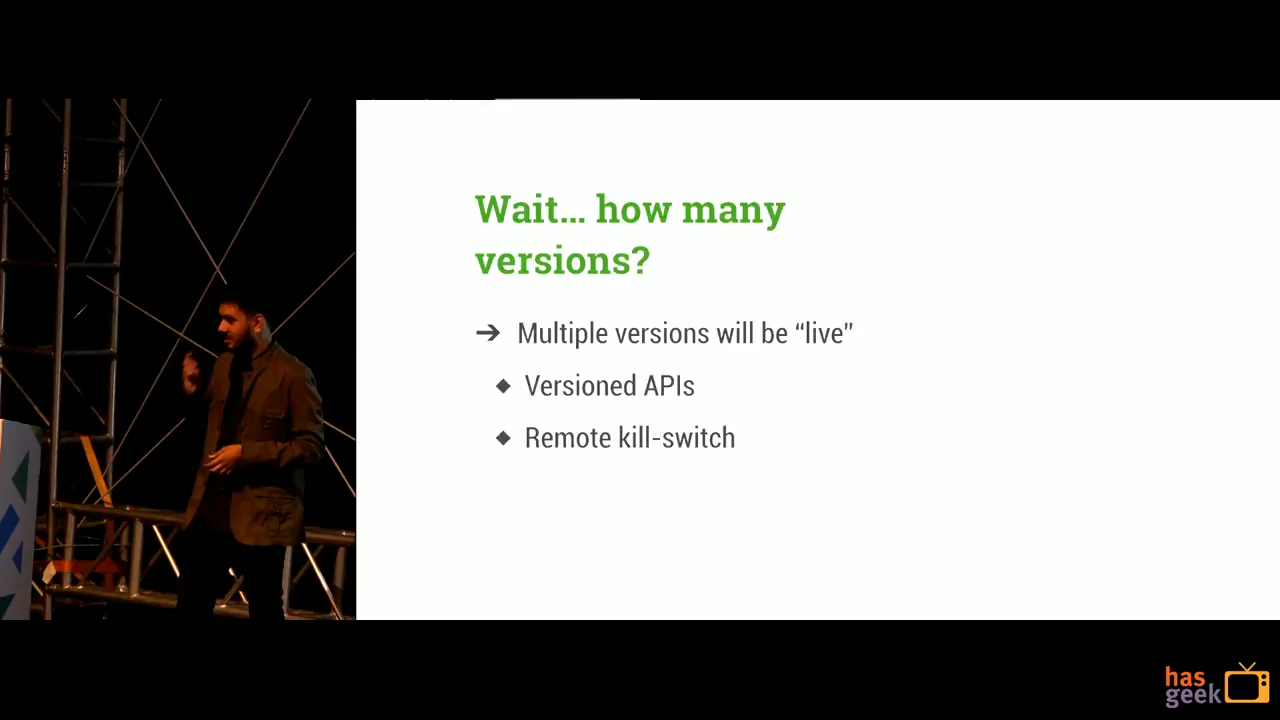 Wait... how many
versions?
➔ Multiple versions will be “live”
◆ Versioned APIs
◆ Remote kill-switch
has
geek